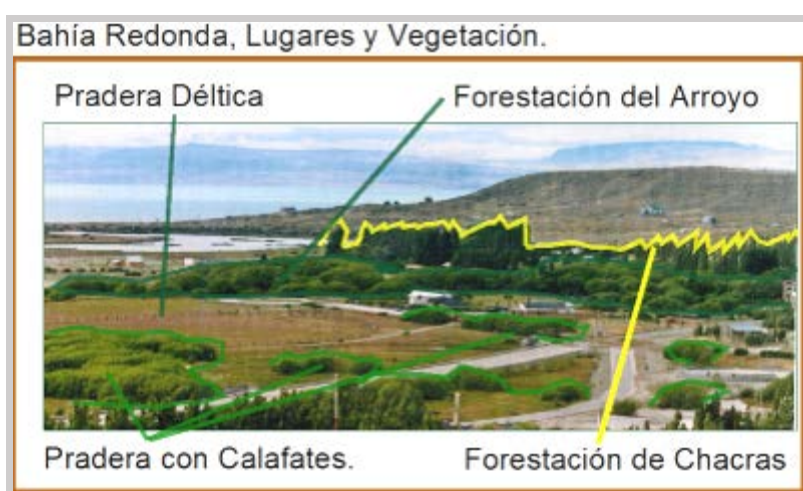 Bahía Redonda, Lugares y Vegetación.
Pradera Déltica
Forestación del Arroyo
Pradera con Calafates.
Forestación de Chacras